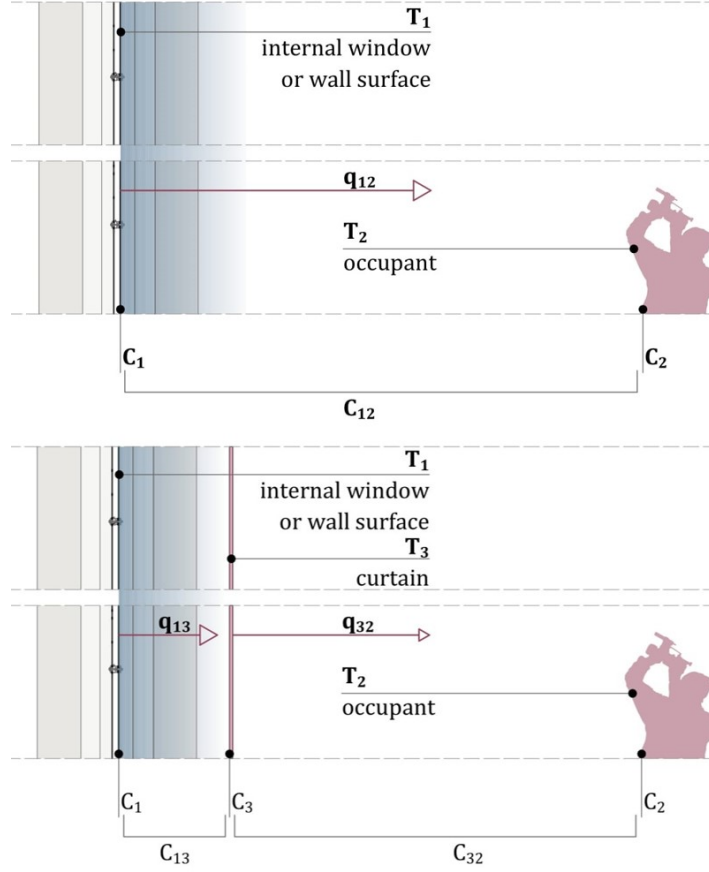 T₁
internal window
or wall surface
q₁₂
T₂
occupant
C₁
C₂
C₁₂
T₁
internal window
or wall surface
T₃
curtain
q₁₃
q₃₂
T₂
occupant
C₁
C₃
C₂
C₁₃
C₃₂